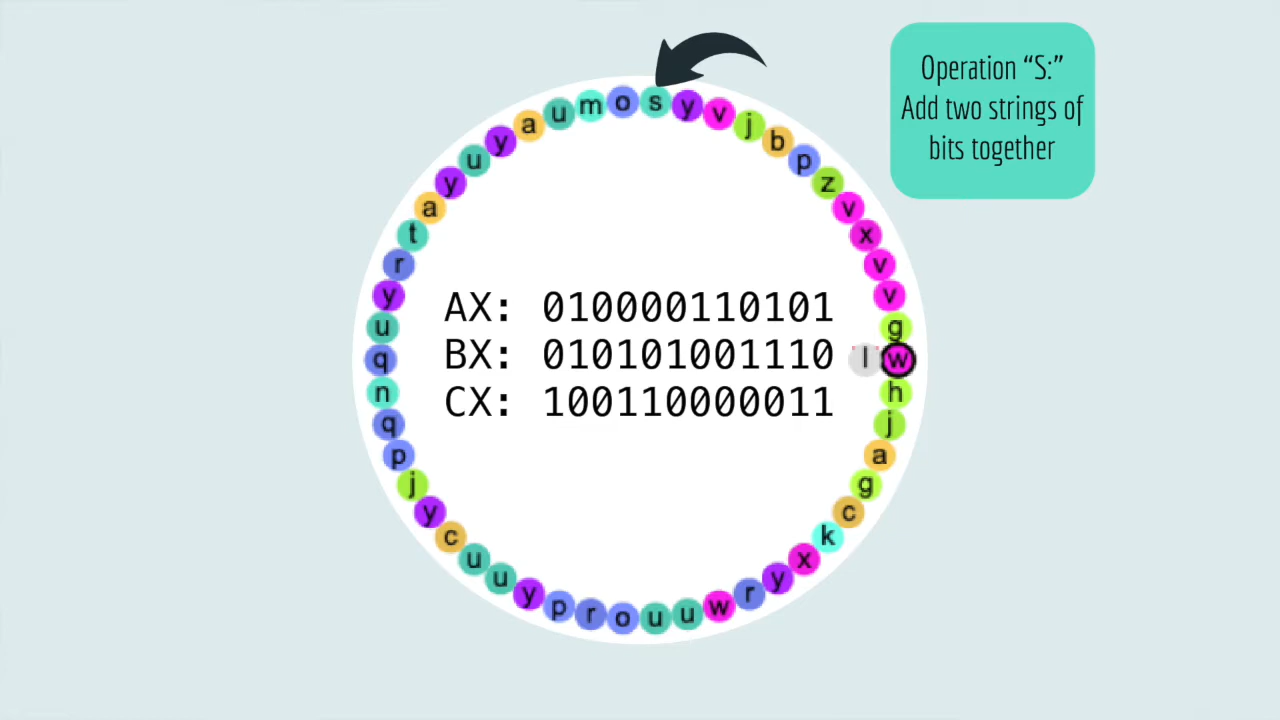 s y v j b p z v x v v g w h j a g c k x y r w u u o r p y u u c y j p q n q u y r t a y u y a u m o
Operation “S:”
Add two strings of
bits together
AX: 010000110101
BX: 010101001110
CX: 100110000011
l